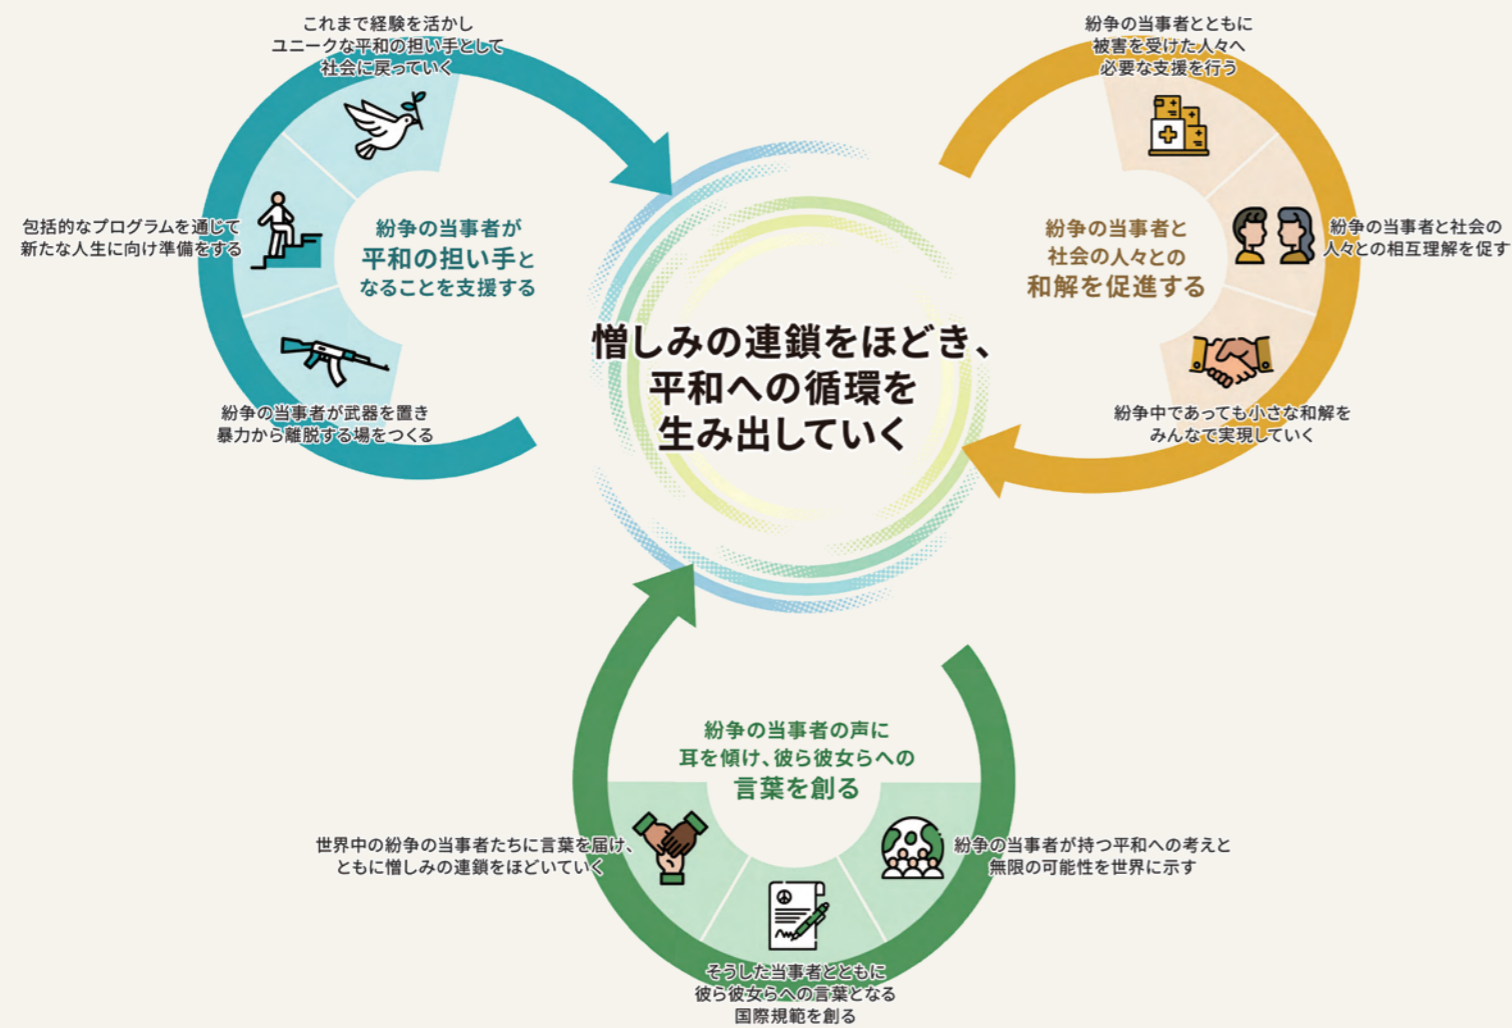 これまで経験を活かし
ユニークな平和の担い手として
社会に戻っていく
包括的なプログラムを通じて
新たな人生に向け準備をする
紛争の当事者が武器を置き
暴力から離脱する場をつくる
紛争の当事者が
平和の担い手と
なることを支援する
紛争の当事者とともに
被害を受けた人々へ
必要な支援を行う
紛争の当事者と社会の
人々との相互理解を促す
紛争中であっても小さな和解を
みんなで実現していく
紛争の当事者と
社会の人々との
和解を促進する
憎しみの連鎖をほどき、
平和への循環を
生み出していく
紛争の当事者の声に
耳を傾け、彼ら彼女らへの
言葉を創る
世界中の紛争の当事者たちに言葉を届け、
ともに憎しみの連鎖をほどいていく
紛争の当事者が持つ平和への考えと
無限の可能性を世界に示す
そうした当事者とともに
彼ら彼女らへの言葉となる
国際規範を創る